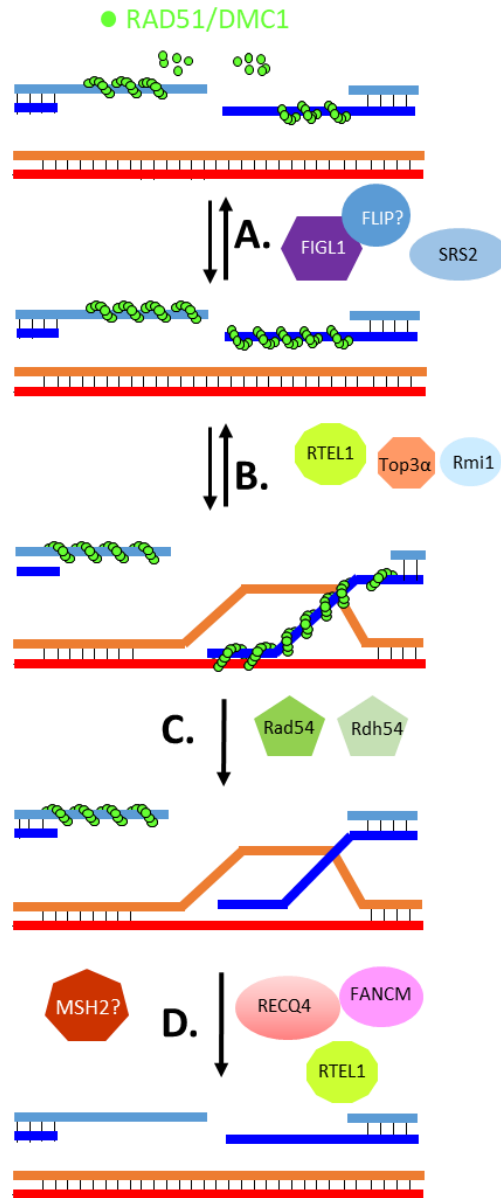 RAD51/DMC1
A.
FLIP?
FIGL1
SRS2
B.
RTEL1
Top3α
Rmi1
C.
Rad54
Rdh54
MSH2?
D.
RECQ4
FANCM
RTEL1